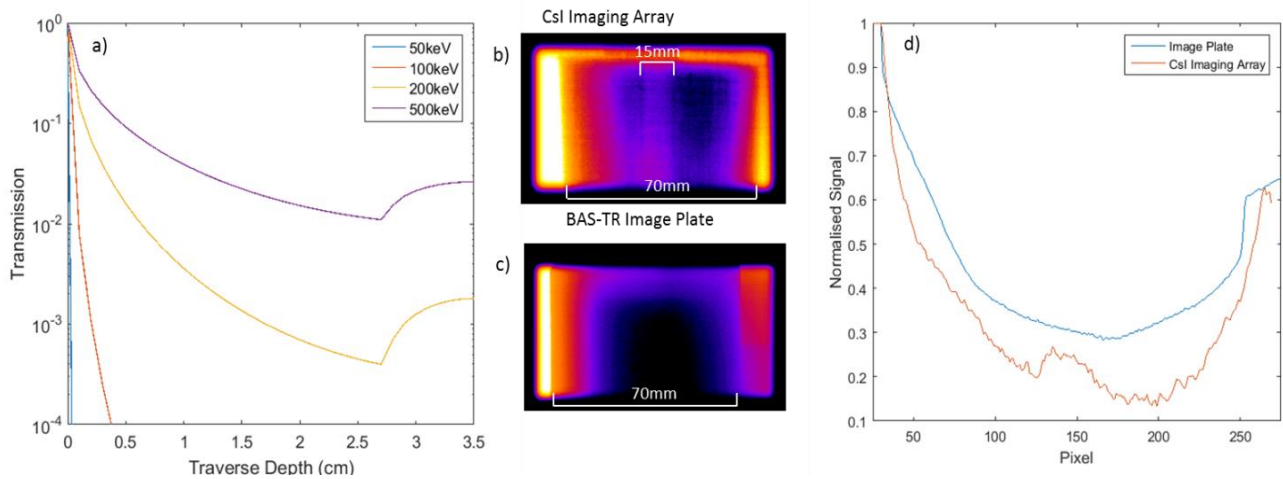 a)
Transmission
10^0
10^-1
10^-2
10^-3
10^-4
0
0.5
1
1.5
2
2.5
3
3.5
Traverse Depth (cm)
50keV
100keV
200keV
500keV
CsI Imaging Array
b)
15mm
70mm
BAS-TR Image Plate
c)
70mm
d)
Normalised Signal
1
0.9
0.8
0.7
0.6
0.5
0.4
0.3
0.2
0.1
50
100
150
200
250
Pixel
Image Plate
CsI Imaging Array